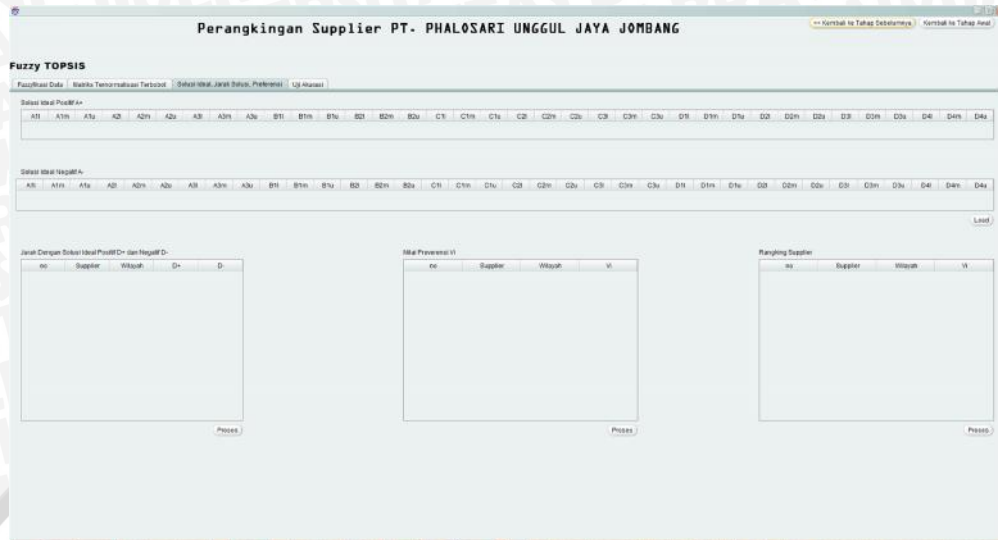 << Kembali ke Tahap Sebelumnya
Kembali ke Tahap Awal
Perangkingan Supplier PT. PHALOSARI UNGGUL JAYA JOMBANG
Fuzzy TOPSIS
Fuzzyfikasi Data
Matriks Ternormalisasi Terbobot
Solusi Ideal, Jarak Solusi, Preferensi
Uji Akurasi
Solusi Ideal Positif A+
A1l A1m A1u A2l A2m A2u A3l A3m A3u B1l B1m B1u B2l B2m B2u C1l C1m C1u C2l C2m C2u C3l C3m C3u D1l D1m D1u D2l D2m D2u D3l D3m D3u D4l D4m D4u
Solusi Ideal Negatif A-
A1l A1m A1u A2l A2m A2u A3l A3m A3u B1l B1m B1u B2l B2m B2u C1l C1m C1u C2l C2m C2u C3l C3m C3u D1l D1m D1u D2l D2m D2u D3l D3m D3u D4l D4m D4u
Load
Jarak Dengan Solusi Ideal Positif D+ dan Negatif D-
no Supplier Wilayah D+ D-
Proses
Nilai Preverensi Vi
no Supplier Wilayah Vi
Proses
Rangking Supplier
no Supplier Wilayah Vi
Proses